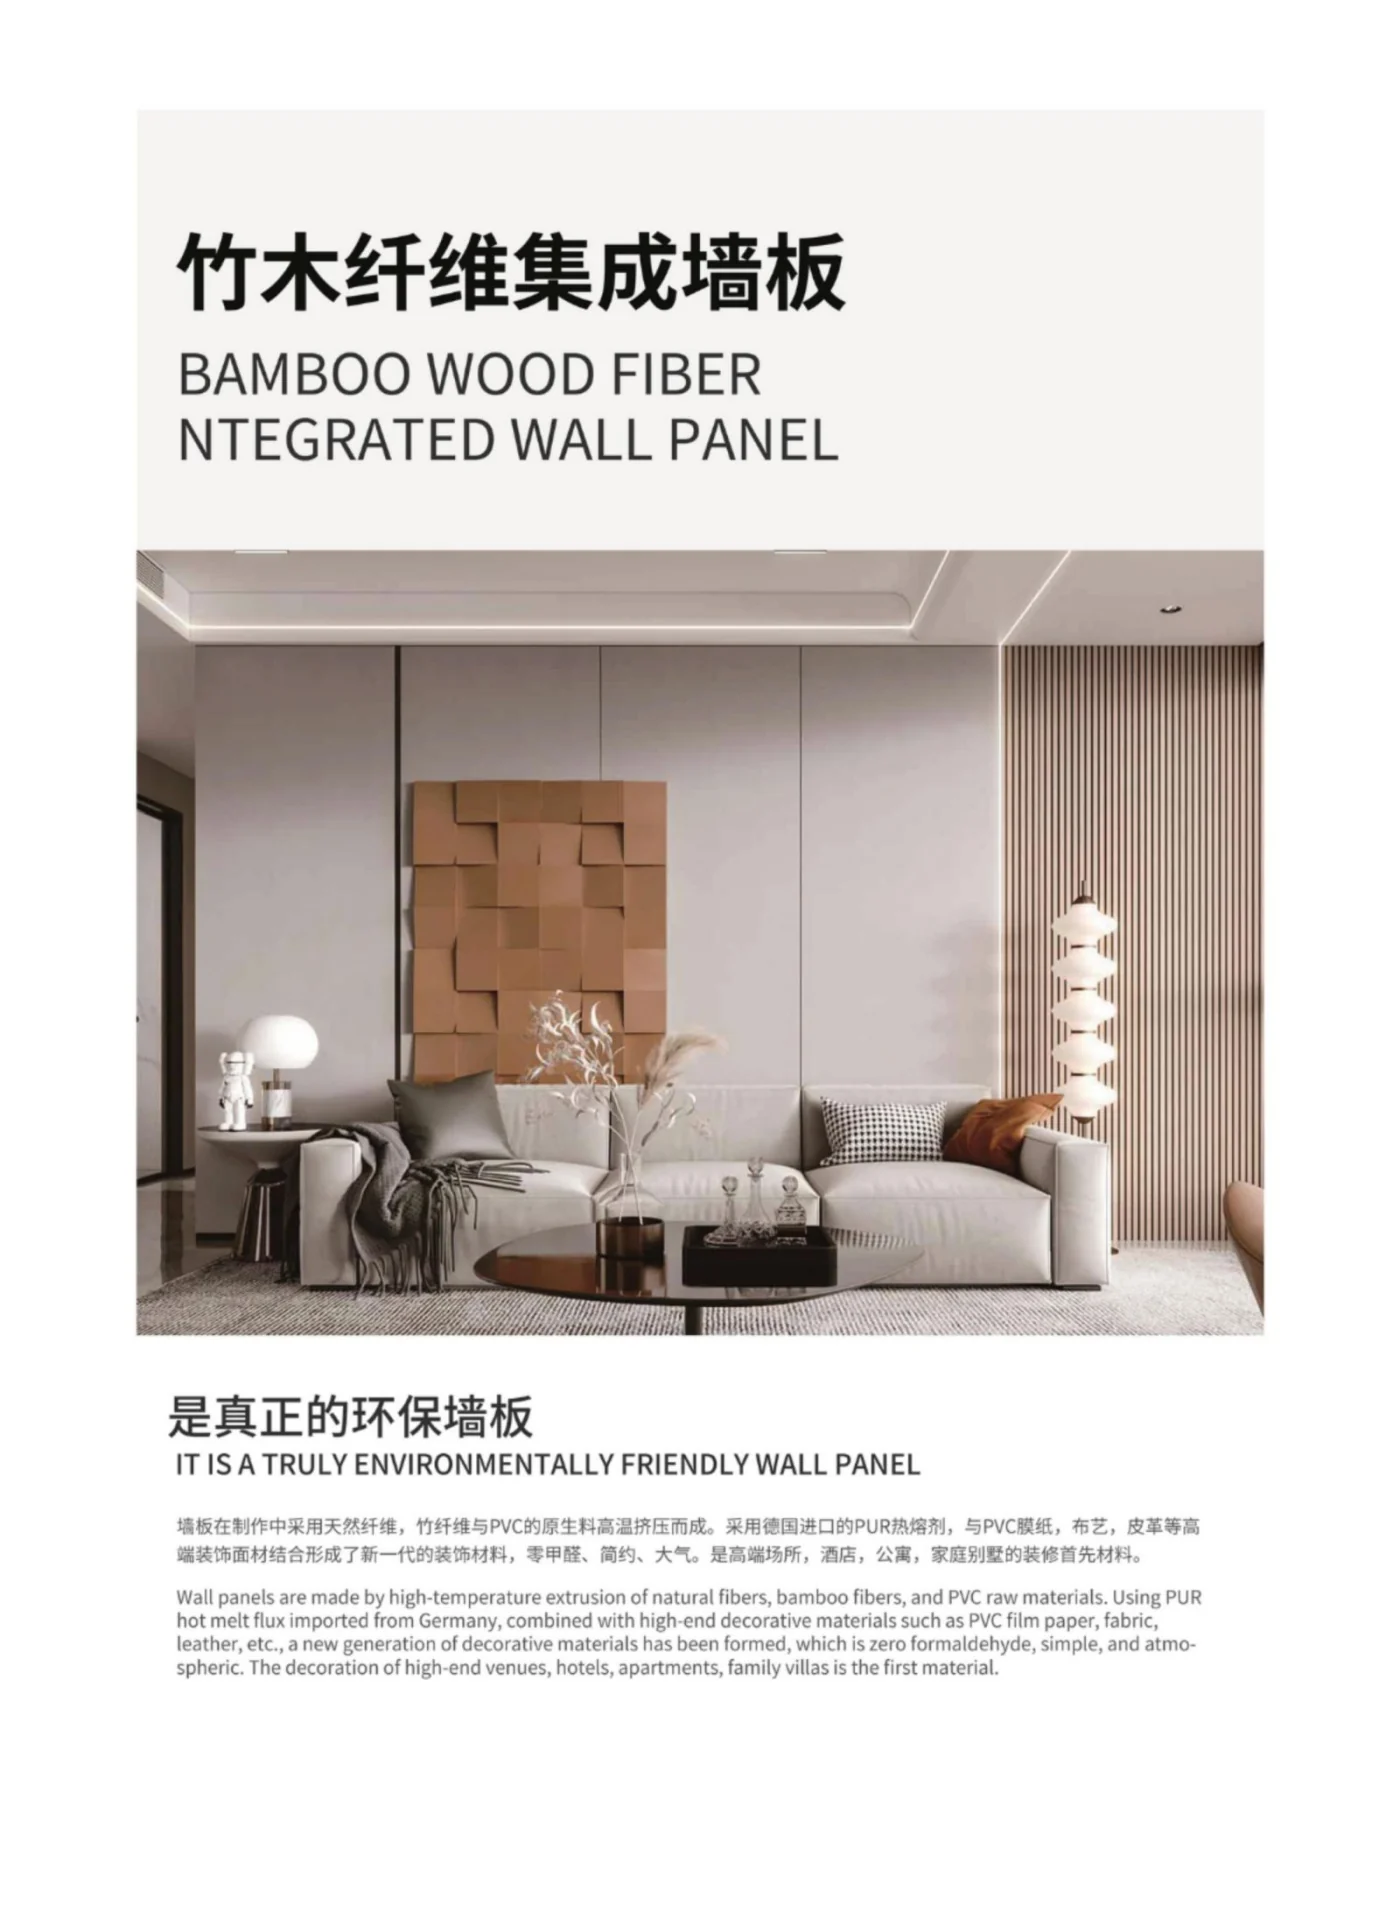 竹木纤维集成墙板
BAMBOO WOOD FIBER
NTEGRATED WALL PANEL
是真正的环保墙板
IT IS A TRULY ENVIRONMENTALLY FRIENDLY WALL PANEL
墙板在制作中采用天然纤维，竹纤维与PVC的原生料高温挤压而成。采用德国进口的PUR热熔剂，与PVC膜纸，布艺，皮革等高
端装饰面材结合形成了新一代的装饰材料，零甲醛、简约、大气。是高端场所，酒店，公寓，家庭别墅的装修首先材料。
Wall panels are made by high-temperature extrusion of natural fibers, bamboo fibers, and PVC raw materials. Using PUR
hot melt flux imported from Germany, combined with high-end decorative materials such as PVC film paper, fabric,
leather, etc., a new generation of decorative materials has been formed, which is zero formaldehyde, simple, and atmo-
spheric. The decoration of high-end venues, hotels, apartments, family villas is the first material.